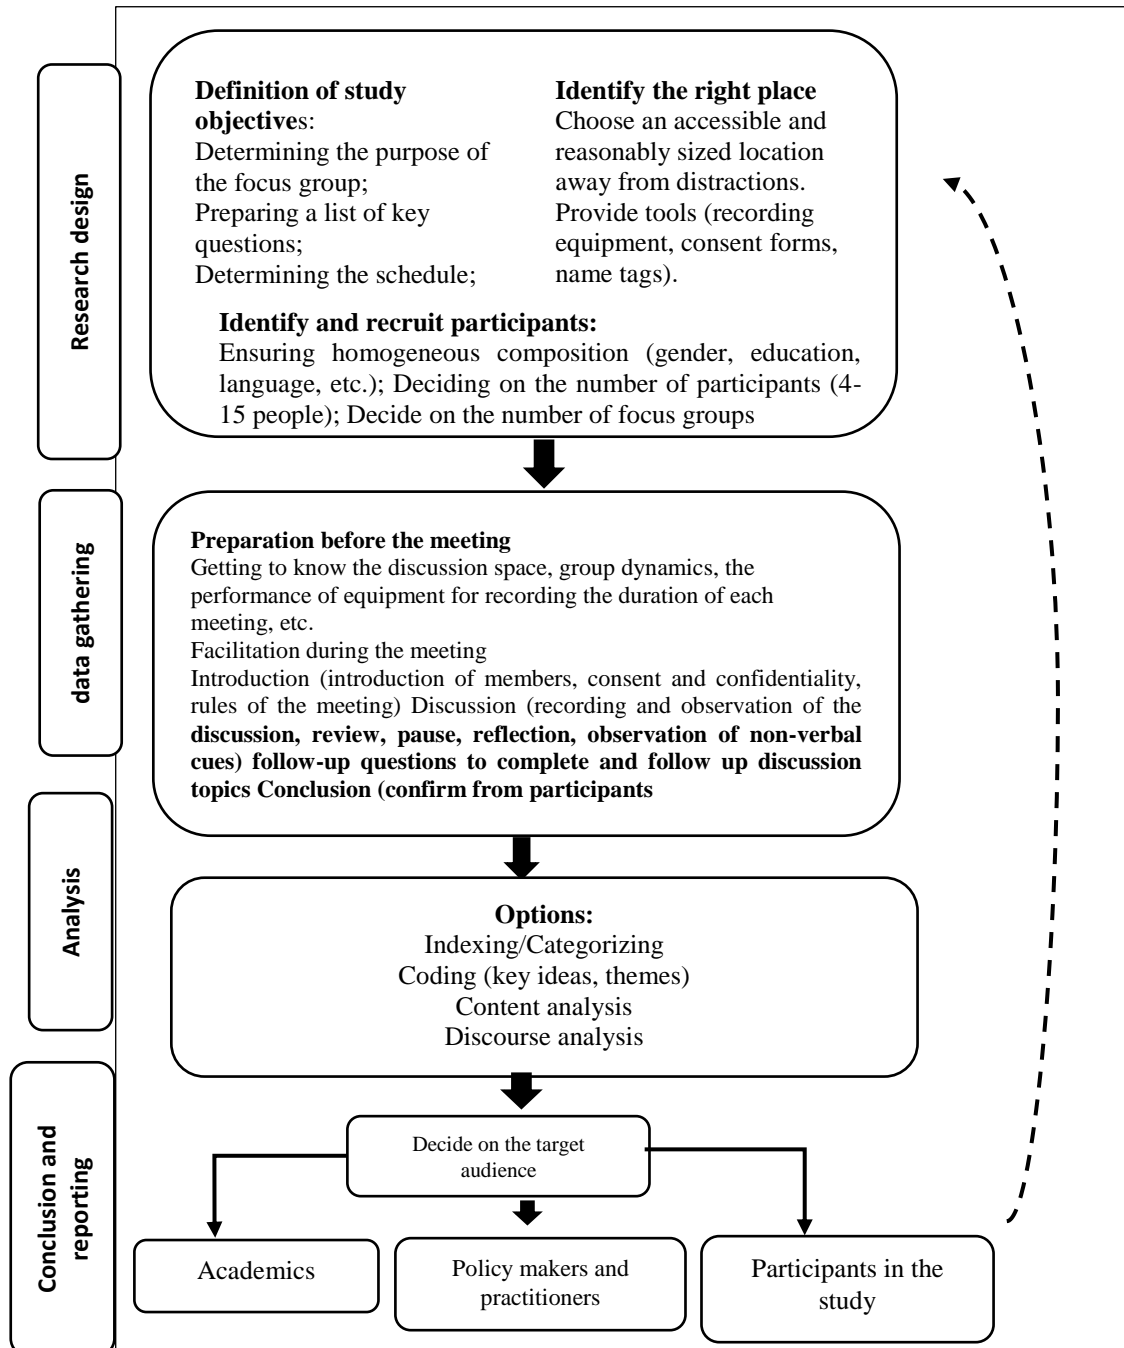 Research design
Definition of study
objectives:
Determining the purpose of
the focus group;
Preparing a list of key
questions;
Determining the schedule;
Identify the right place
Choose an accessible and
reasonably sized location
away from distractions.
Provide tools (recording
equipment, consent forms,
name tags).
Identify and recruit participants:
Ensuring homogeneous composition (gender, education,
language, etc.); Deciding on the number of participants (4-
15 people); Decide on the number of focus groups
data gathering
Preparation before the meeting
Getting to know the discussion space, group dynamics, the
performance of equipment for recording the duration of each
meeting, etc.
Facilitation during the meeting
Introduction (introduction of members, consent and confidentiality,
rules of the meeting) Discussion (recording and observation of the
discussion, review, pause, reflection, observation of non-verbal
cues) follow-up questions to complete and follow up discussion
topics Conclusion (confirm from participants
Analysis
Options:
Indexing/Categorizing
Coding (key ideas, themes)
Content analysis
Discourse analysis
Conclusion and
reporting
Decide on the target
audience
Academics
Policy makers and
practitioners
Participants in the
study